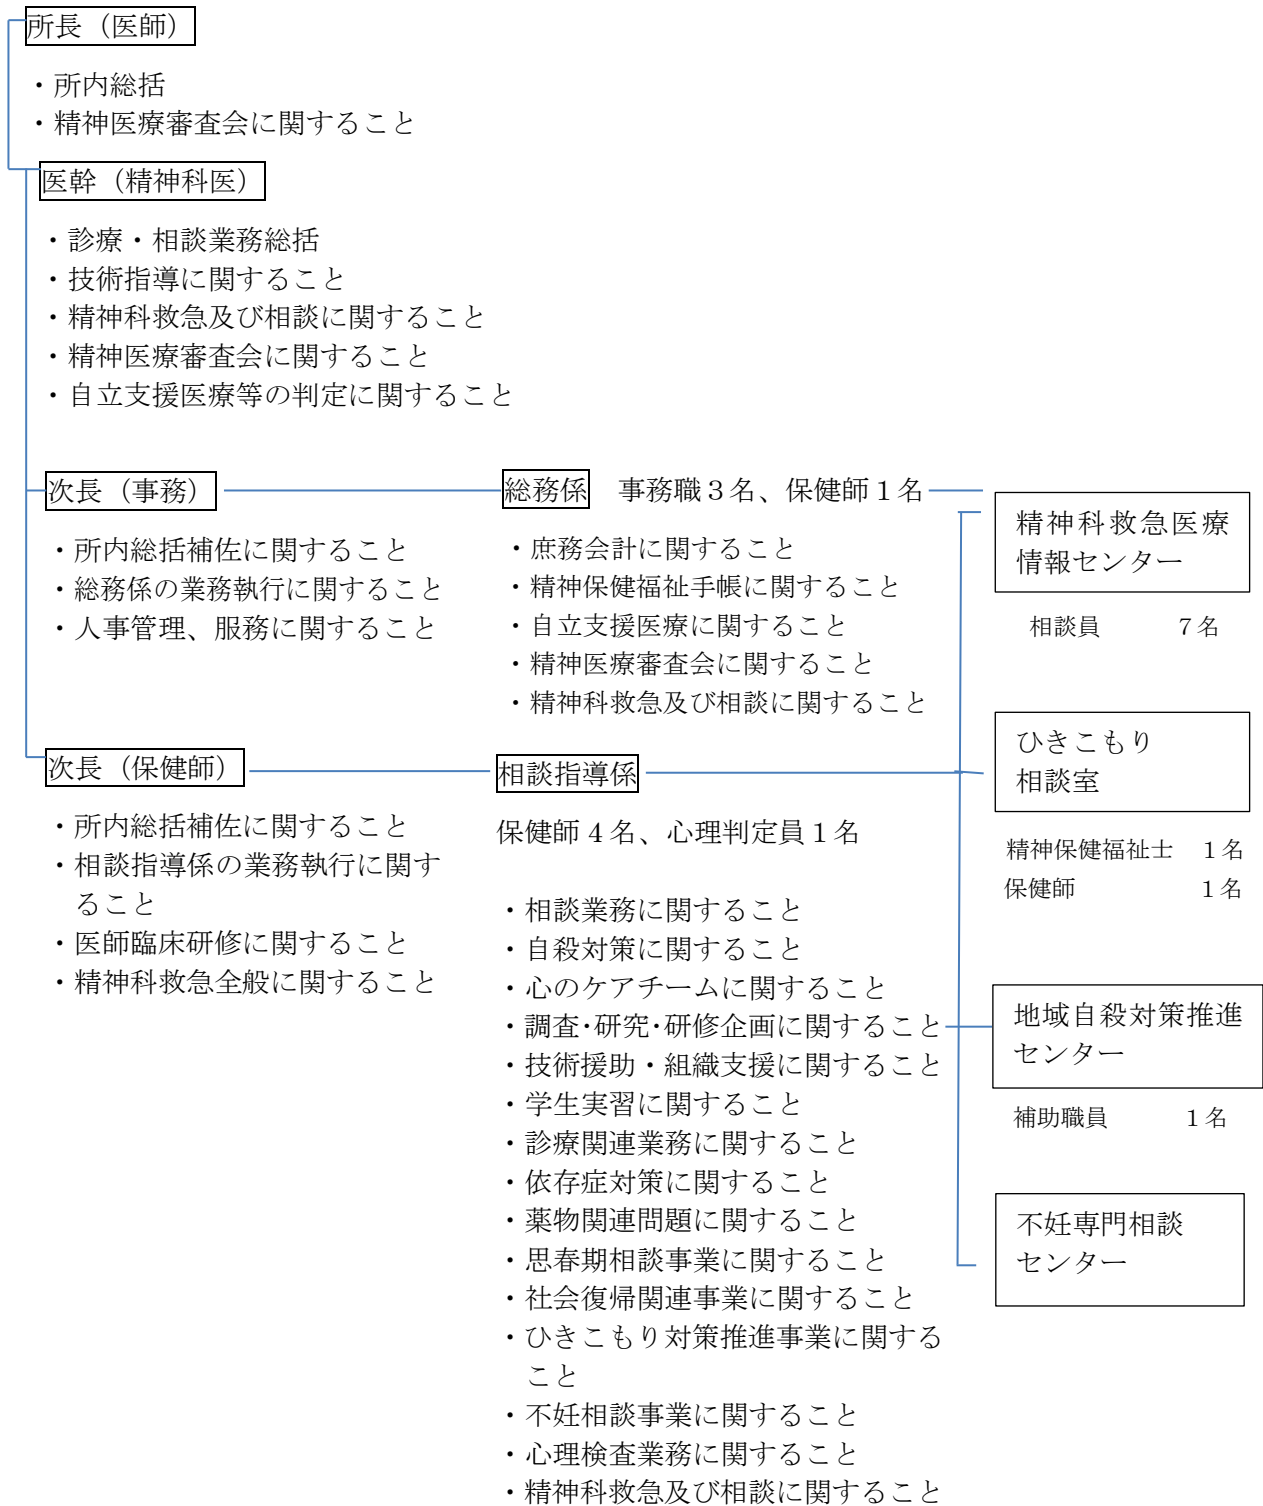 所長（医師）
・所内総括
・精神医療審査会に関すること
医幹（精神科医）
・診療・相談業務総括
・技術指導に関すること
・精神科救急及び相談に関すること
・精神医療審査会に関すること
・自立支援医療等の判定に関すること
次長（事務）
・所内総括補佐に関すること
・総務係の業務執行に関すること
・人事管理、服務に関すること
総務係　事務職３名、保健師１名
・庶務会計に関すること
・精神保健福祉手帳に関すること
・自立支援医療に関すること
・精神医療審査会に関すること
・精神科救急及び相談に関すること
次長（保健師）
・所内総括補佐に関すること
・相談指導係の業務執行に関す
ること
・医師臨床研修に関すること
・精神科救急全般に関すること
相談指導係
保健師４名、心理判定員１名
・相談業務に関すること
・自殺対策に関すること
・心のケアチームに関すること
・調査･研究･研修企画に関すること
・技術援助・組織支援に関すること
・学生実習に関すること
・診療関連業務に関すること
・依存症対策に関すること
・薬物関連問題に関すること
・思春期相談事業に関すること
・社会復帰関連事業に関すること
・ひきこもり対策推進事業に関する
こと
・不妊相談事業に関すること
・心理検査業務に関すること
・精神科救急及び相談に関すること
精神科救急医療
情報センター
相談員　７名
ひきこもり
相談室
精神保健福祉士　１名
保健師　１名
地域自殺対策推進
センター
補助職員　１名
不妊専門相談
センター